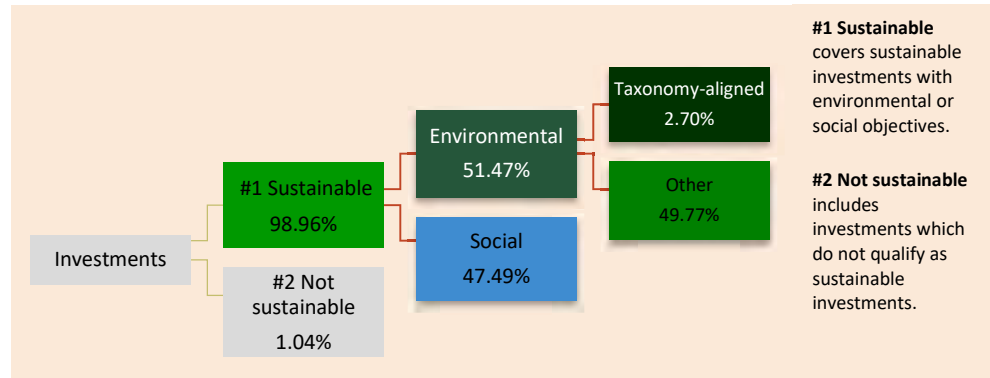 Investments
#1 Sustainable
98.96%
#2 Not
sustainable
1.04%
Environmental
51.47%
Social
47.49%
Taxonomy-aligned
2.70%
Other
49.77%
#1 Sustainable
covers sustainable
investments with
environmental or
social objectives.
#2 Not sustainable
includes
investments which
do not qualify as
sustainable
investments.